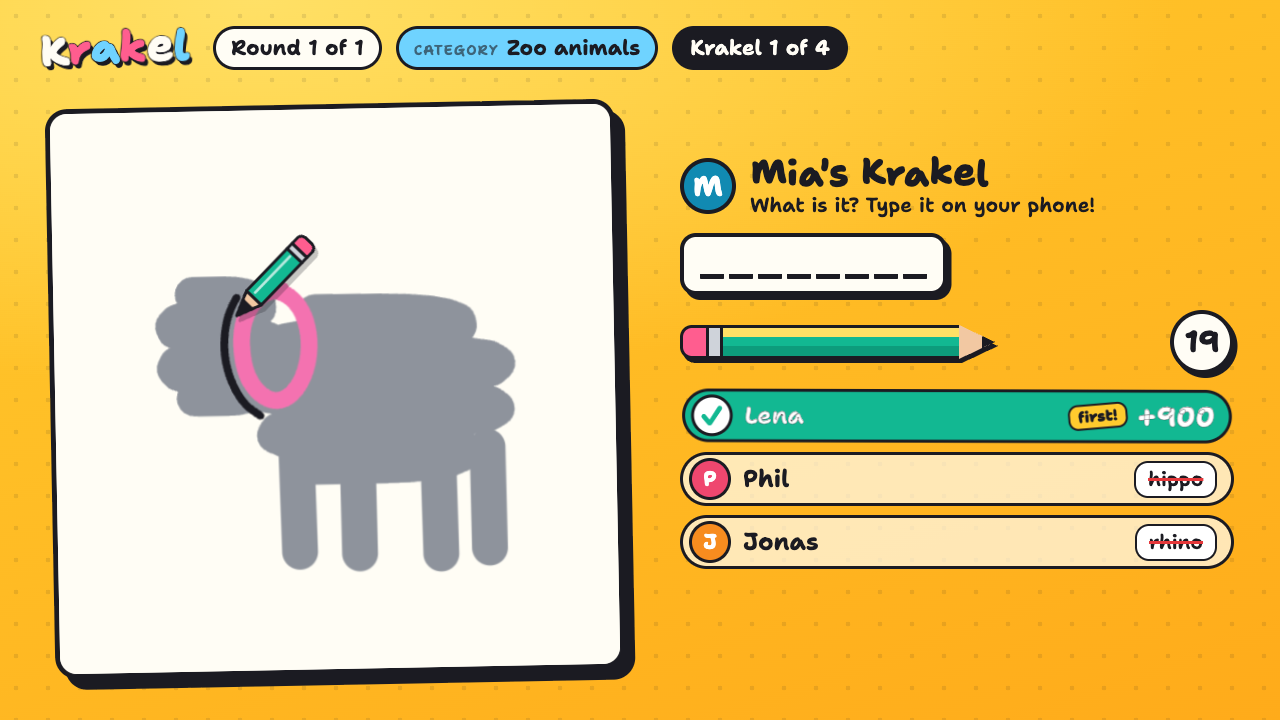 Krakel
Round 1 of 1
CATEGORY Zoo animals
Krakel 1 of 4
M
Mia's Krakel
What is it? Type it on your phone!
19
Lena first! +900
P Phil hippo
J Jonas rhino